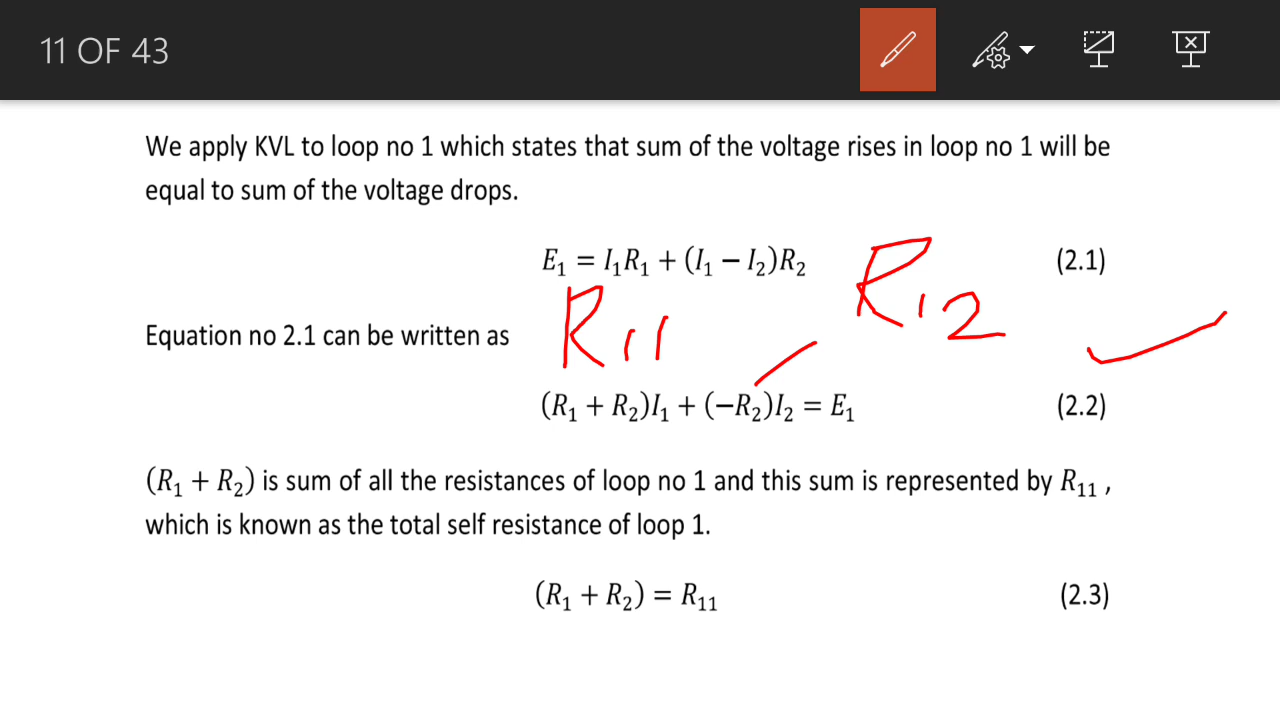 11 OF 43
We apply KVL to loop no 1 which states that sum of the voltage rises in loop no 1 will be
equal to sum of the voltage drops.
E₁ = I₁R₁ + (I₁ − I₂)R₂ (2.1)
R₁₂
R₁₁
Equation no 2.1 can be written as
(R₁ + R₂)I₁ + (−R₂)I₂ = E₁ (2.2)
(R₁ + R₂) is sum of all the resistances of loop no 1 and this sum is represented by R₁₁ ,
which is known as the total self resistance of loop 1.
(R₁ + R₂) = R₁₁ (2.3)